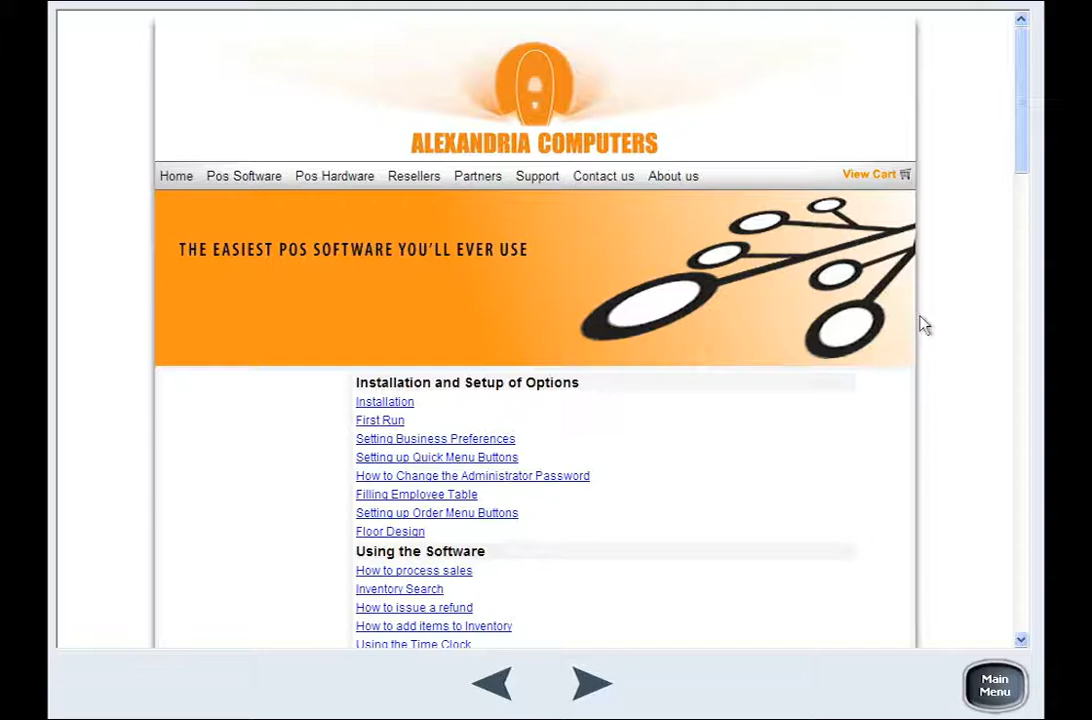 ALEXANDRIA COMPUTERS
Home Pos Software Pos Hardware Resellers Partners Support Contact us About us View Cart
THE EASIEST POS SOFTWARE YOU'LL EVER USE
Installation and Setup of Options
Installation
First Run
Setting Business Preferences
Setting up Quick Menu Buttons
How to Change the Administrator Password
Filling Employee Table
Setting up Order Menu Buttons
Floor Design
Using the Software
How to process sales
Inventory Search
How to issue a refund
How to add items to Inventory
Using the Time Clock
Main
Menu